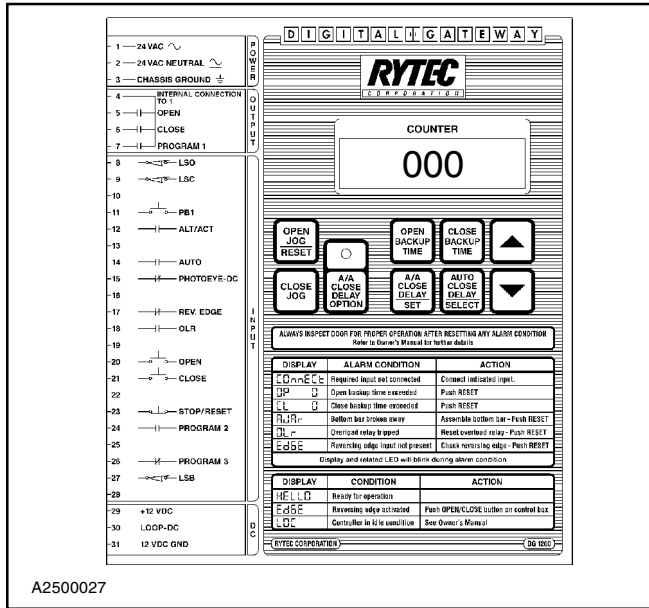 DIGITAL GATEWAY
1 24 VAC
2 24 VAC NEUTRAL
3 CHASSIS GROUND
POWER
4 INTERNAL CONNECTION
TO 1
5 OPEN
6 CLOSE
7 PROGRAM 1
OUTPUT
8 LSO
9 LSC
10
11 PB1
12 ALT/ACT
13
14 AUTO
15 PHOTOEYE-DC
16
17 REV. EDGE
18 OLR
19
20 OPEN
21 CLOSE
22
23 STOP/RESET
24 PROGRAM 2
25
26 PROGRAM 3
27 LSB
28
INPUT
29 +12 VDC
30 LOOP-DC
31 12 VDC GND
DC
RYTEC
CORPORATION
COUNTER
000
OPEN
JOG
RESET
OPEN
BACKUP
TIME
CLOSE
BACKUP
TIME
CLOSE
JOG
A/A
CLOSE
DELAY
OPTION
A/A
CLOSE
DELAY
SET
AUTO
CLOSE
DELAY
SELECT
ALWAYS INSPECT DOOR FOR PROPER OPERATION AFTER RESETTING ANY ALARM CONDITION
Refer to Owner's Manual for further details
DISPLAY ALARM CONDITION ACTION
COnnECt Required input not connected Connect indicated input.
OP 0 Open backup time exceeded Push RESET
CL 0 Close backup time exceeded Push RESET
AJAr Bottom bar broken away Assemble bottom bar - Push RESET
OLr Overload relay tripped Reset overload relay - Push RESET
EdGE Reversing edge input not present Check reversing edge - Push RESET
Display and related LED will blink during alarm condition
DISPLAY CONDITION ACTION
HELLO Ready for operation
EdGE Reversing edge activated Push OPEN/CLOSE button on control box
LOC Controller in idle condition See Owner's Manual
RYTEC CORPORATION DG 1200
A2500027